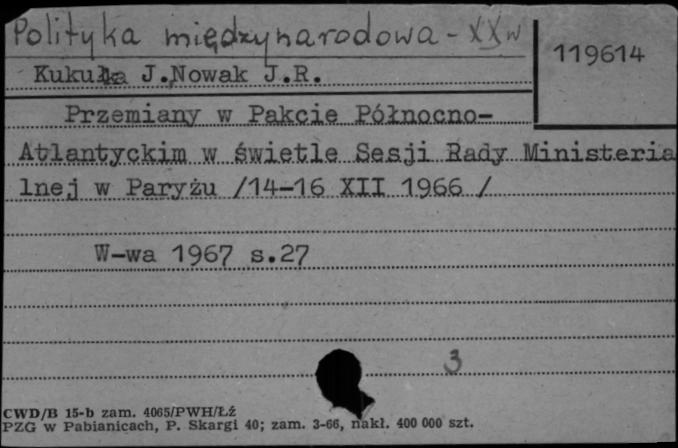 Polityka międzynarodowa - XX w
119614
Kukułka J. Nowak J.R.
Przemiany w Pakcie Północno-
Atlantyckim w świetle Sesji Rady Ministeria
lnej w Paryżu /14-16 XII 1966 /
W-wa 1967 s.27
3
CWD/B 15-b zam. 4065/PWH/Łź
PZG w Pabianicach, P. Skargi 40; zam. 3-66, nakł. 400 000 szt.